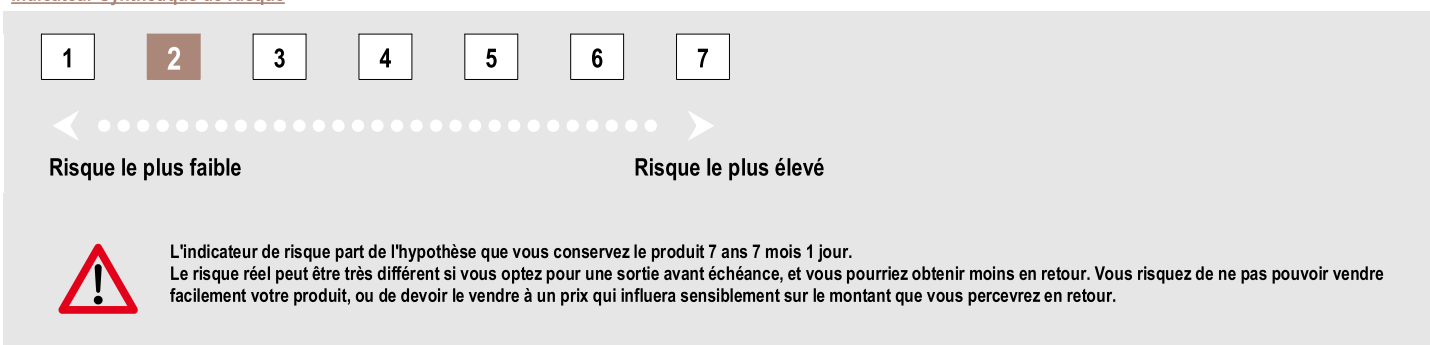 Indicateur Synthétique de Risque
1 2 3 4 5 6 7
Risque le plus faible Risque le plus élevé
L'indicateur de risque part de l'hypothèse que vous conservez le produit 7 ans 7 mois 1 jour.
Le risque réel peut être très différent si vous optez pour une sortie avant échéance, et vous pourriez obtenir moins en retour. Vous risquez de ne pas pouvoir vendre
facilement votre produit, ou de devoir le vendre à un prix qui influera sensiblement sur le montant que vous percevrez en retour.